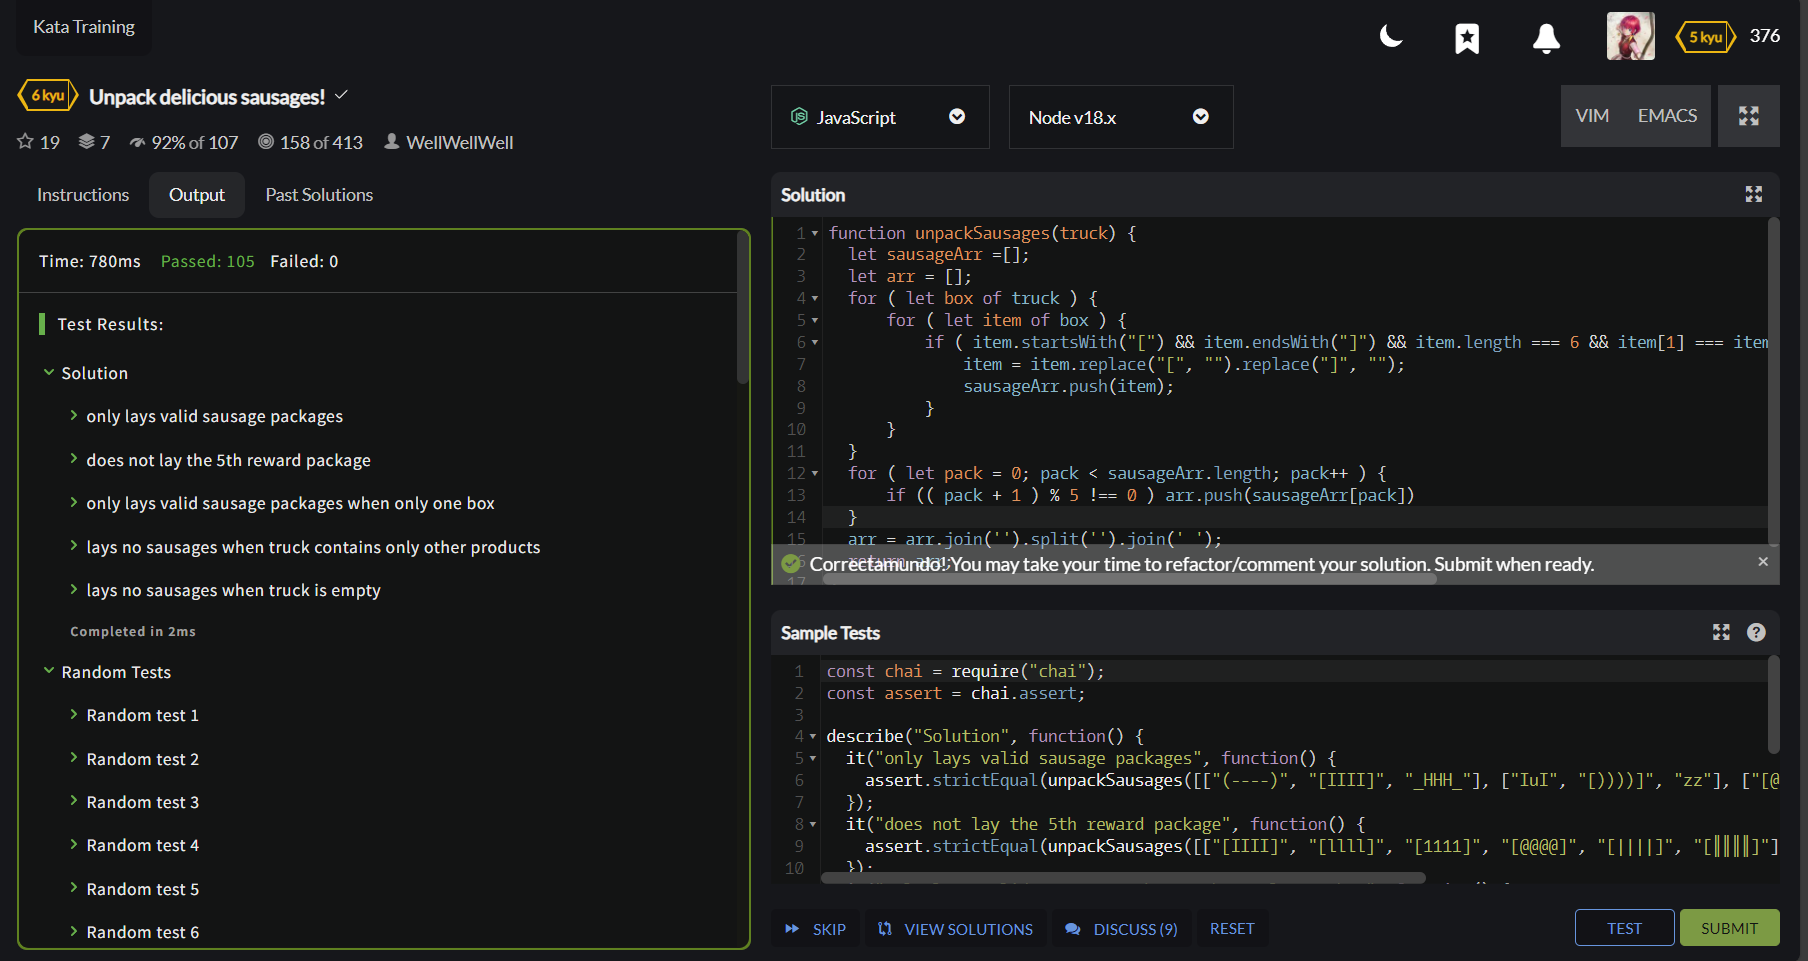 Kata Training
5 kyu 376
6 kyu Unpack delicious sausages!
19 7 92% of 107 158 of 413 WellWellWell
Instructions Output Past Solutions
Time: 780ms Passed: 105 Failed: 0
Test Results:
Solution
only lays valid sausage packages
does not lay the 5th reward package
only lays valid sausage packages when only one box
lays no sausages when truck contains only other products
lays no sausages when truck is empty
Completed in 2ms
Random Tests
Random test 1
Random test 2
Random test 3
Random test 4
Random test 5
Random test 6
JavaScript Node v18.x VIM EMACS
Solution
1 function unpackSausages(truck) {
2 let sausageArr =[];
3 let arr = [];
4 for ( let box of truck ) {
5 for ( let item of box ) {
6 if ( item.startsWith("[") && item.endsWith("]") && item.length === 6 && item[1] === item
7 item = item.replace("[", "").replace("]", "");
8 sausageArr.push(item);
9 }
10 }
11 }
12 for ( let pack = 0; pack < sausageArr.length; pack++ ) {
13 if (( pack + 1 ) % 5 !== 0 ) arr.push(sausageArr[pack])
14 }
15 arr = arr.join('').split('').join(' ');
16 return arr;
Correctamundo! You may take your time to refactor/comment your solution. Submit when ready.
17
Sample Tests
1 const chai = require("chai");
2 const assert = chai.assert;
3
4 describe("Solution", function() {
5 it("only lays valid sausage packages", function() {
6 assert.strictEqual(unpackSausages([["(----)", "[IIII]", "_HHH_"], ["IuI", "[))))]", "zz"], ["[@
7 });
8 it("does not lay the 5th reward package", function() {
9 assert.strictEqual(unpackSausages([["[IIII]", "[llll]", "[1111]", "[@@@@]", "[||||]", "[‖‖‖‖]"]
10 });
SKIP VIEW SOLUTIONS DISCUSS (9) RESET TEST SUBMIT